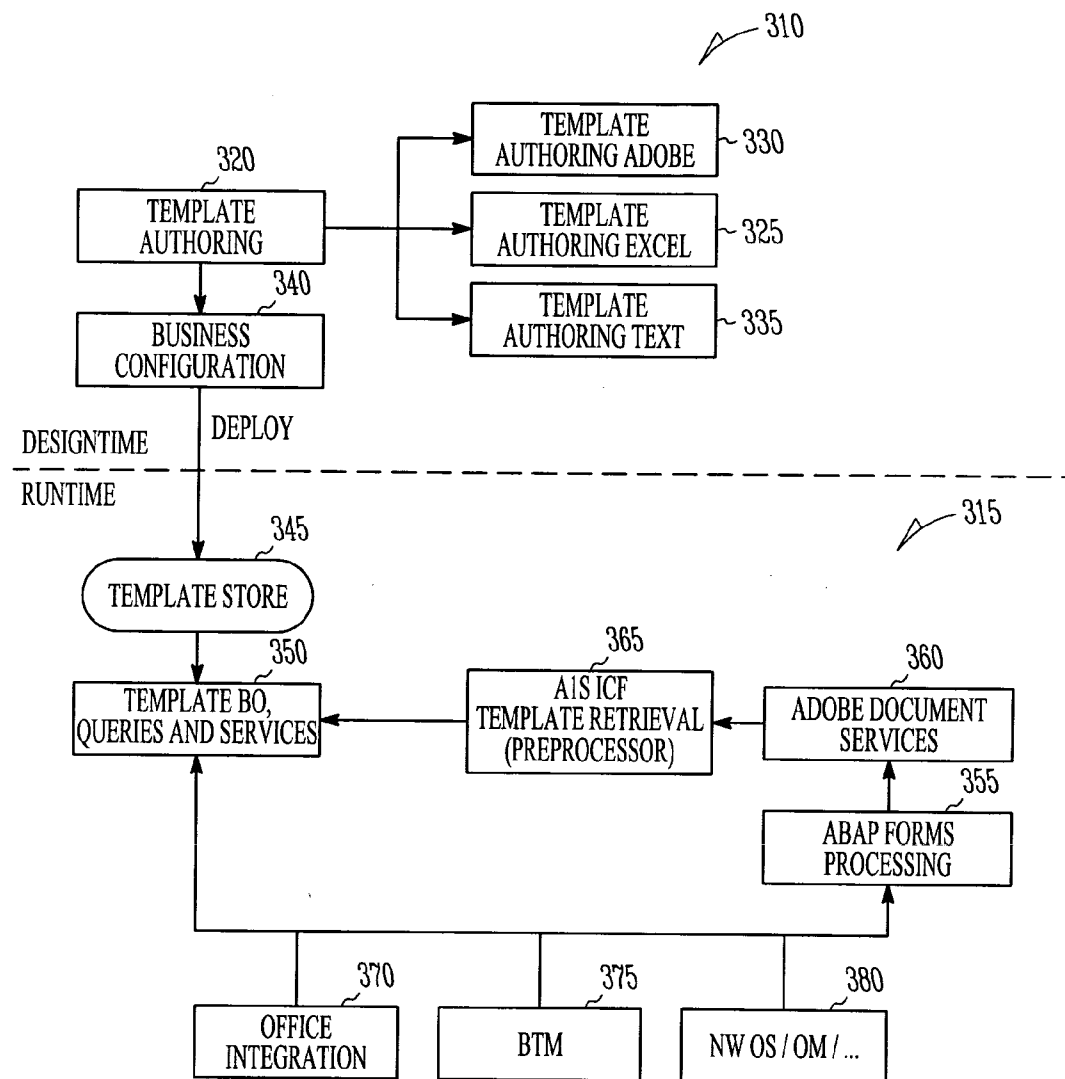 310
TEMPLATE
AUTHORING ADOBE
330
320
TEMPLATE
AUTHORING
TEMPLATE
AUTHORING EXCEL
325
340
BUSINESS
CONFIGURATION
TEMPLATE
AUTHORING TEXT
335
DEPLOY
DESIGNTIME
RUNTIME
315
345
TEMPLATE STORE
350
TEMPLATE BO,
QUERIES AND SERVICES
365
A1S ICF
TEMPLATE RETRIEVAL
(PREPROCESSOR)
360
ADOBE DOCUMENT
SERVICES
355
ABAP FORMS
PROCESSING
370
OFFICE
INTEGRATION
375
BTM
380
NW OS / OM / ...